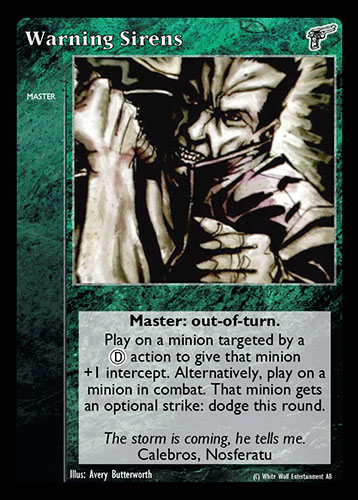 Warning Sirens
MASTER
Master: out-of-turn.
Play on a minion targeted by a
Ⓓ action to give that minion
+1 intercept. Alternatively, play on a
minion in combat. That minion gets
an optional strike: dodge this round.
The storm is coming, he tells me.
Calebros, Nosferatu
Illus: Avery Butterworth
(C) White Wolf Entertainment AB